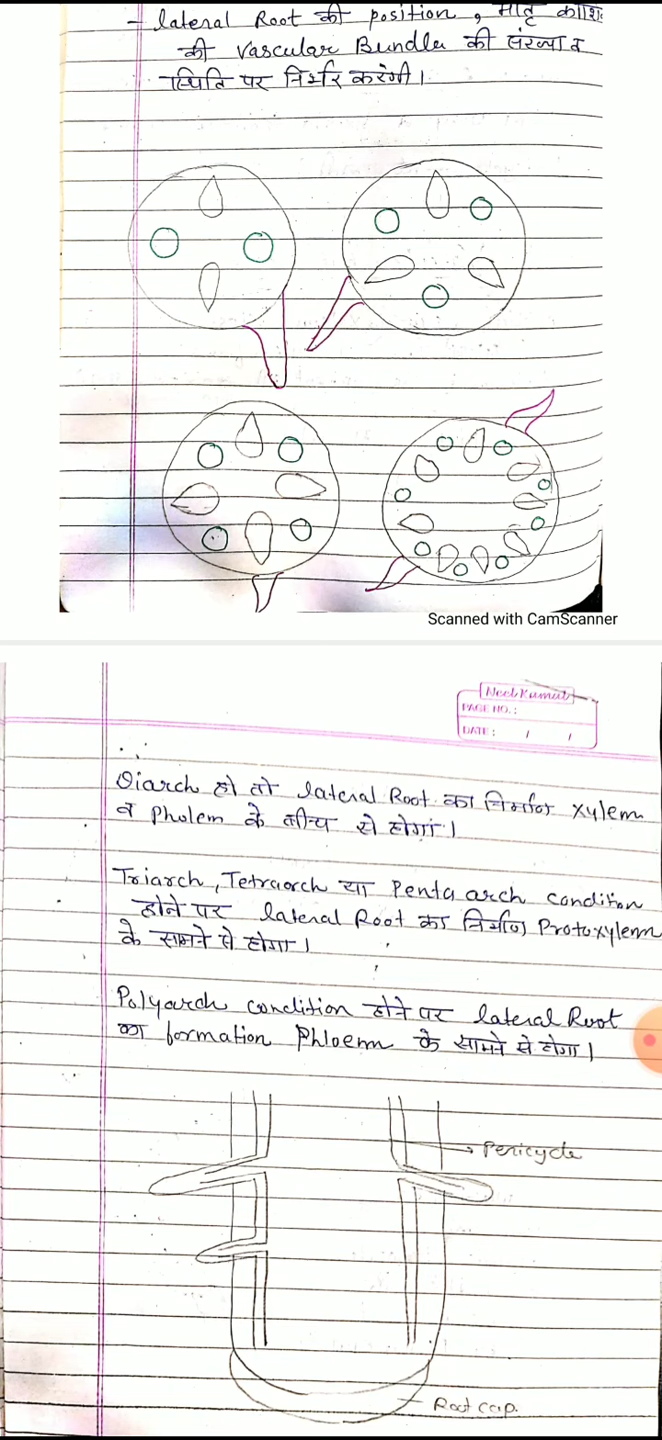 - lateral Root की position , मातृ कोशि
की Vascular Bundle की संख्या व
स्थिति पर निर्भर करेगी।
Scanned with CamScanner
Neel Kumar
PAGE NO.:
DATE: / /
Diarch हो तो lateral Root का निर्माण xylem
व Pholem के बीच से होगा।
Triarch, Tetraarch या Penta arch condition
होने पर lateral Root का निर्माण Protoxylem
के सामने से होगा।
Polyarch condition होने पर lateral Root
का formation Phloem के सामने से होगा।
Pericycle
Root cap.